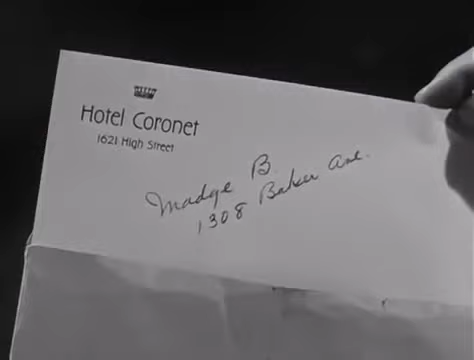 Hotel Coronet
1621 High Street
Madge B.
1308 Baker Ave.